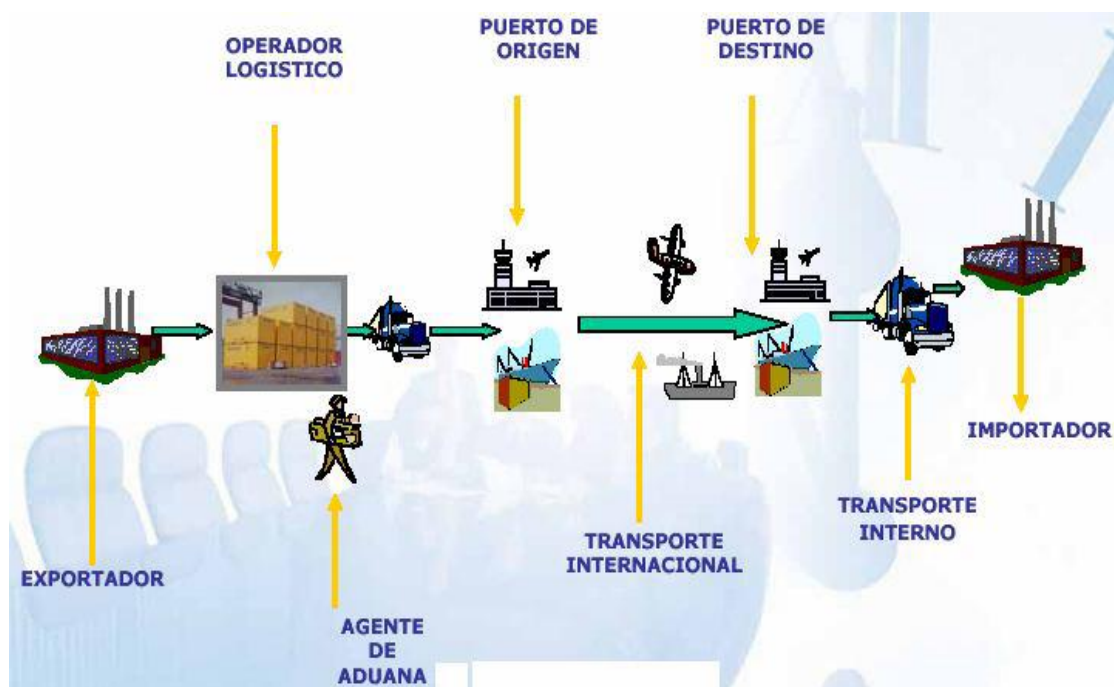 OPERADOR
LOGISTICO
PUERTO DE
ORIGEN
PUERTO DE
DESTINO
IMPORTADOR
TRANSPORTE
INTERNO
TRANSPORTE
INTERNACIONAL
EXPORTADOR
AGENTE
DE
ADUANA